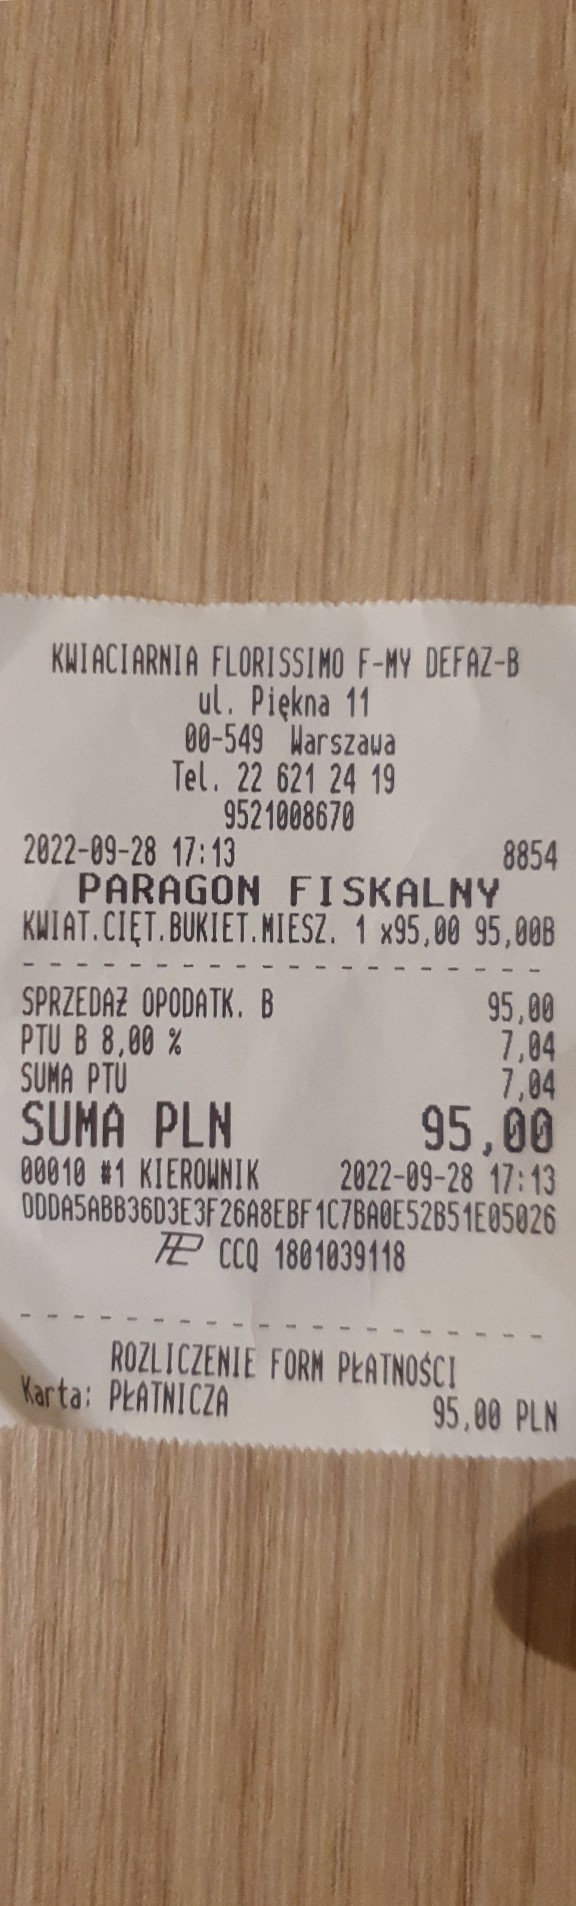 KWIACIARNIA FLORISSIMO F-MY DEFAZ-B
ul. Piękna 11
00-549 Warszawa
Tel. 22 621 24 19
9521008670
2022-09-28 17:13 8854
PARAGON FISKALNY
KWIAT.CIĘT.BUKIET.MIESZ. 1 x95,00 95,00B
SPRZEDAŻ OPODATK. B 95,00
PTU B 8,00 % 7,04
SUMA PTU 7,04
SUMA PLN 95,00
00010 #1 KIEROWNIK 2022-09-28 17:13
DDDA5ABB36D3E3F26A8EBF1C7BA0E52B51E05026
CCQ 1801039118
ROZLICZENIE FORM PŁATNOŚCI
Karta: PŁATNICZA 95,00 PLN